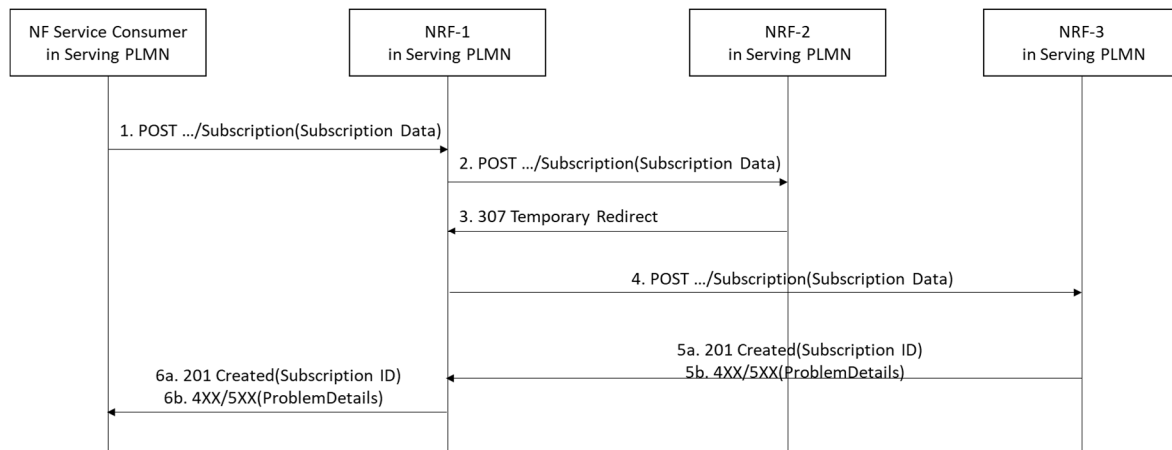 NF Service Consumer
in Serving PLMN
NRF-1
in Serving PLMN
NRF-2
in Serving PLMN
NRF-3
in Serving PLMN
1. POST .../Subscription(Subscription Data)
2. POST .../Subscription(Subscription Data)
3. 307 Temporary Redirect
4. POST .../Subscription(Subscription Data)
5a. 201 Created(Subscription ID)
5b. 4XX/5XX(ProblemDetails)
6a. 201 Created(Subscription ID)
6b. 4XX/5XX(ProblemDetails)